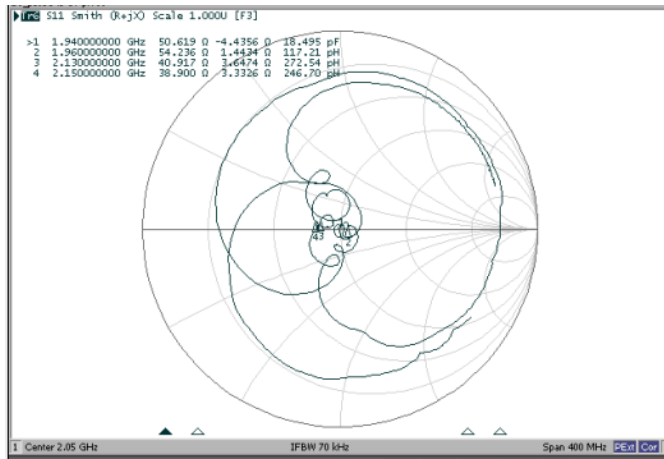 Tr6 S11 Smith (R+jX) Scale 1.000U [F3]
>1 1.940000000 GHz 50.619 Ω -4.4356 Ω 18.495 pF
2 1.960000000 GHz 54.236 Ω 1.4434 Ω 117.21 pH
3 2.130000000 GHz 40.917 Ω 3.6474 Ω 272.54 pH
4 2.150000000 GHz 38.900 Ω 3.3326 Ω 246.70 pH
43
2
1 Center 2.05 GHz IFBW 70 kHz Span 400 MHz PExt Cor